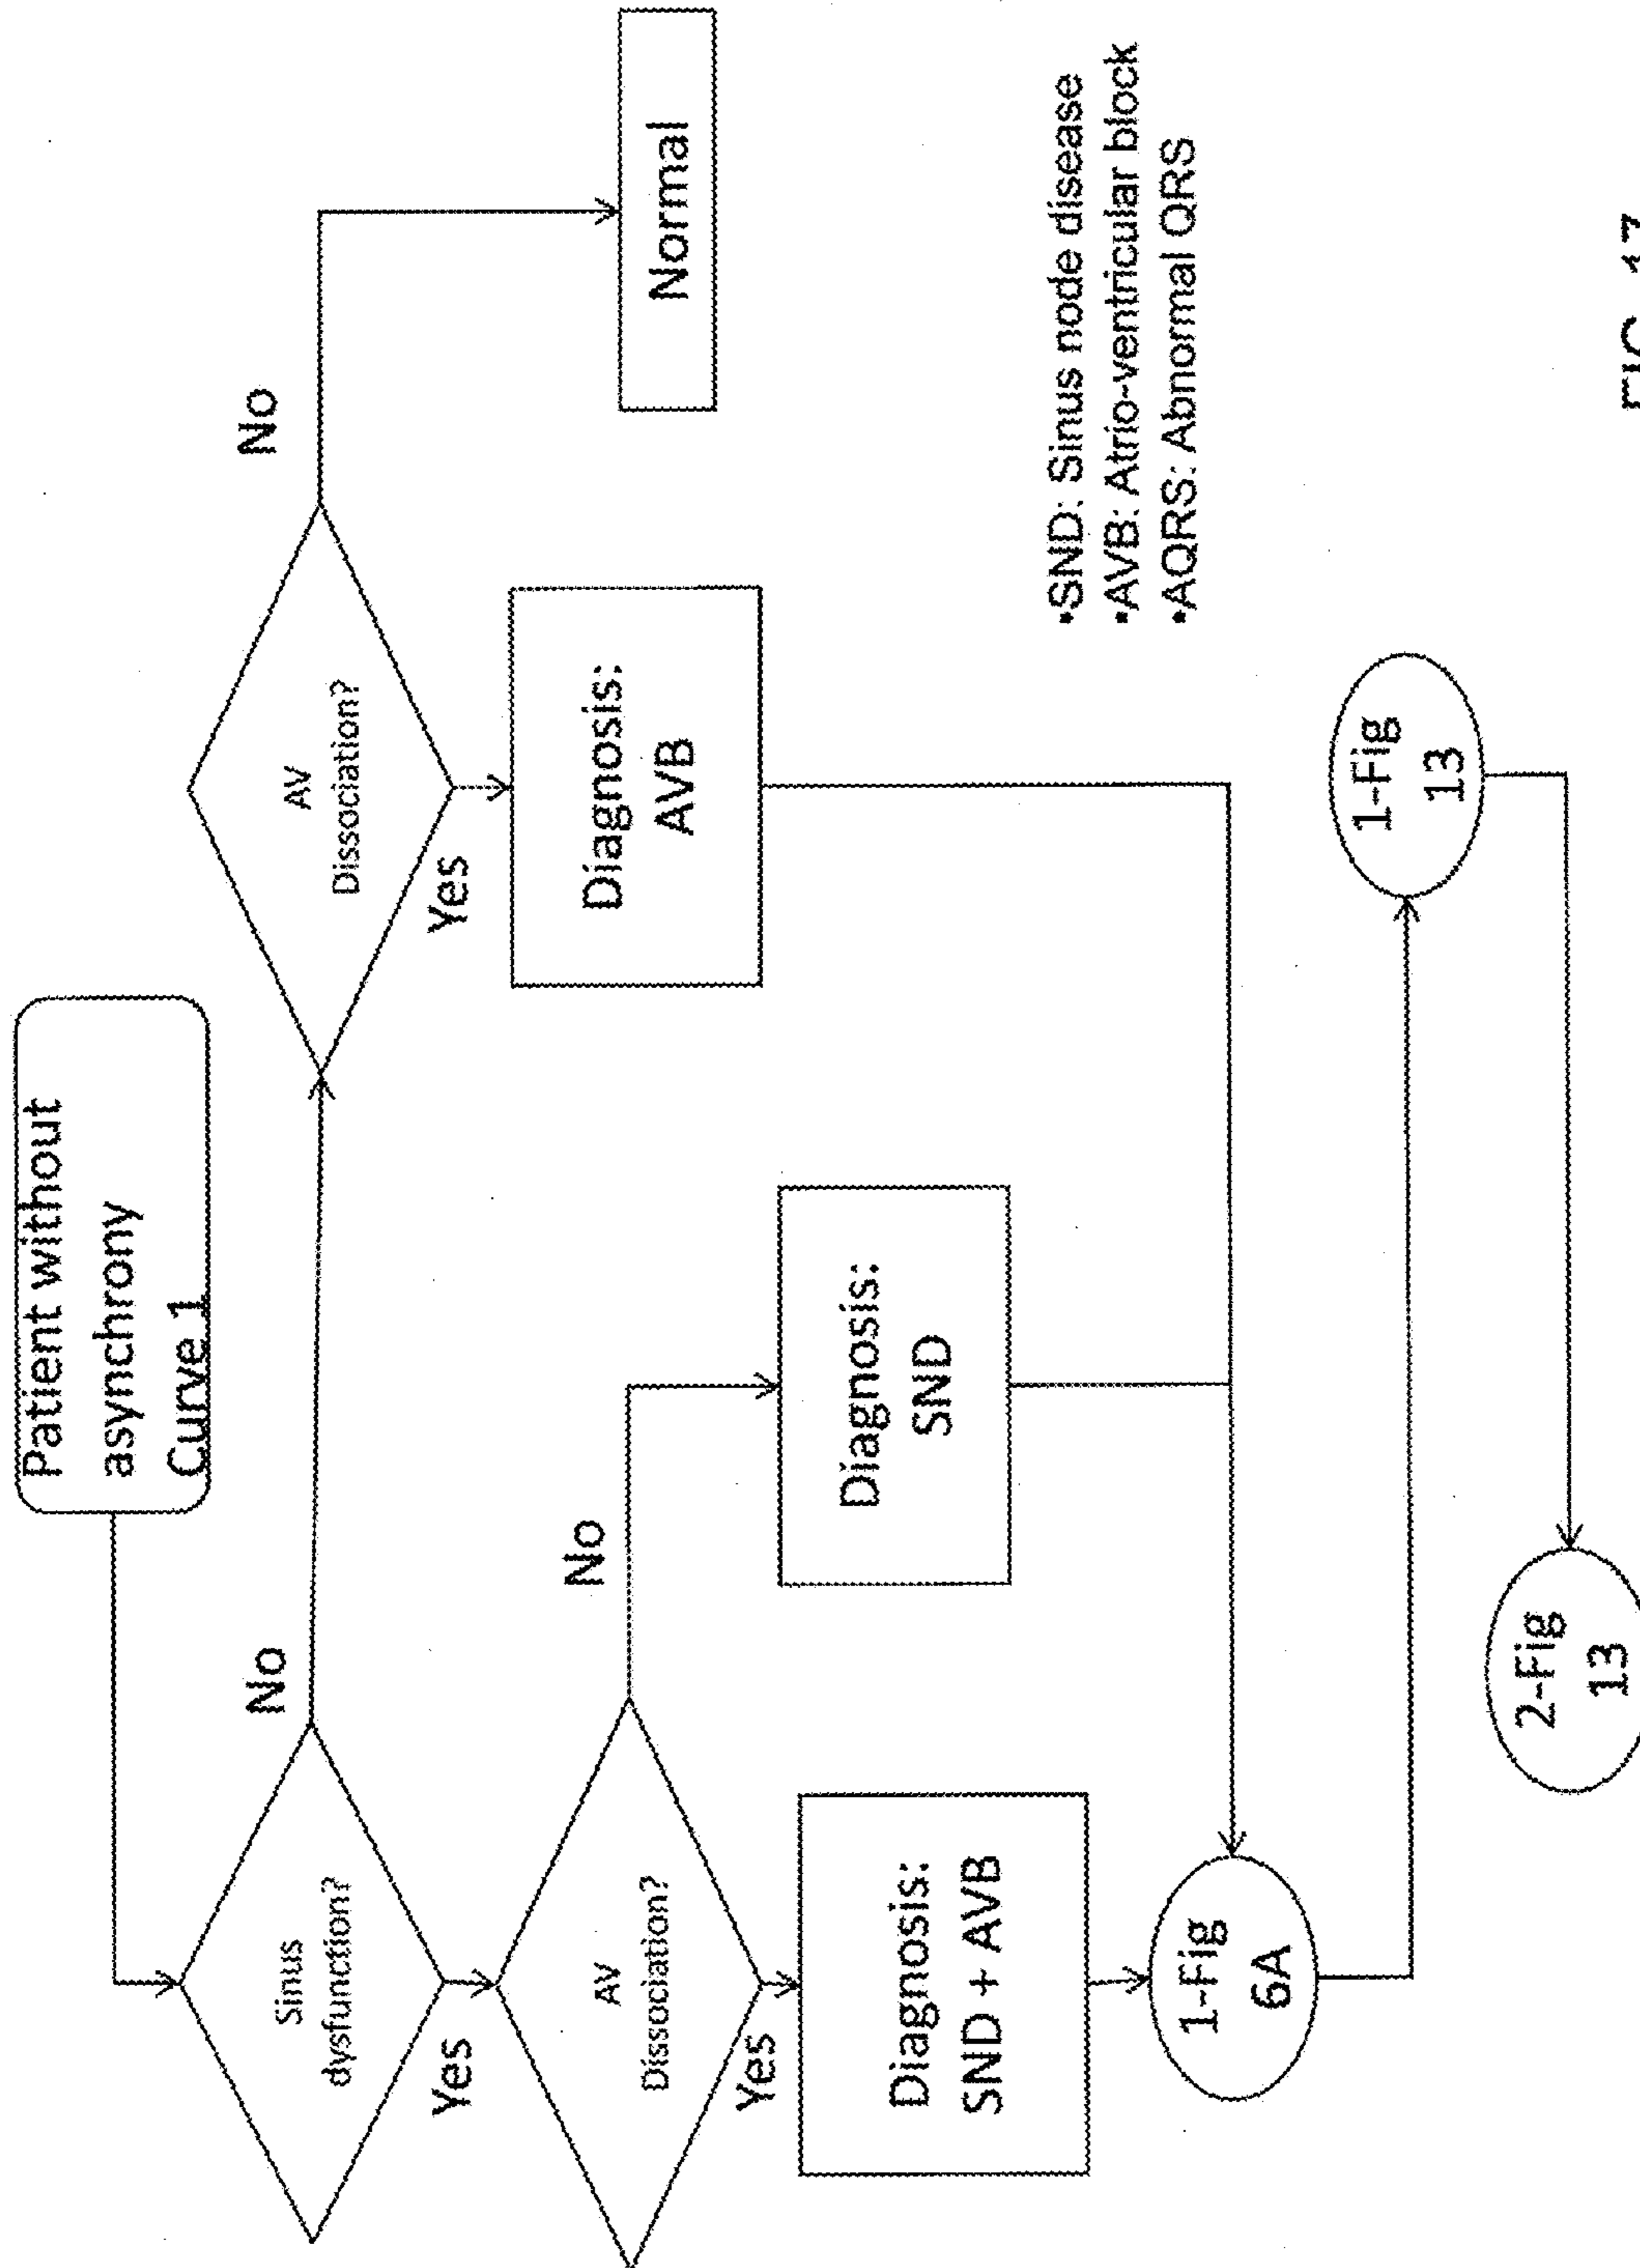 Patient without
asynchrony
Curve 1
Sinus
dysfunction?
No
Yes
AV
Dissociation?
No
Yes
AV
Dissociation?
No
Yes
Diagnosis:
SND + AVB
Diagnosis:
SND
Diagnosis:
AVB
Normal
1-Fig
6A
1-Fig
13
2-Fig
13
•SND: Sinus node disease
•AVB: Atrio-ventricular block
•AQRS: Abnormal QRS
FIG. 17